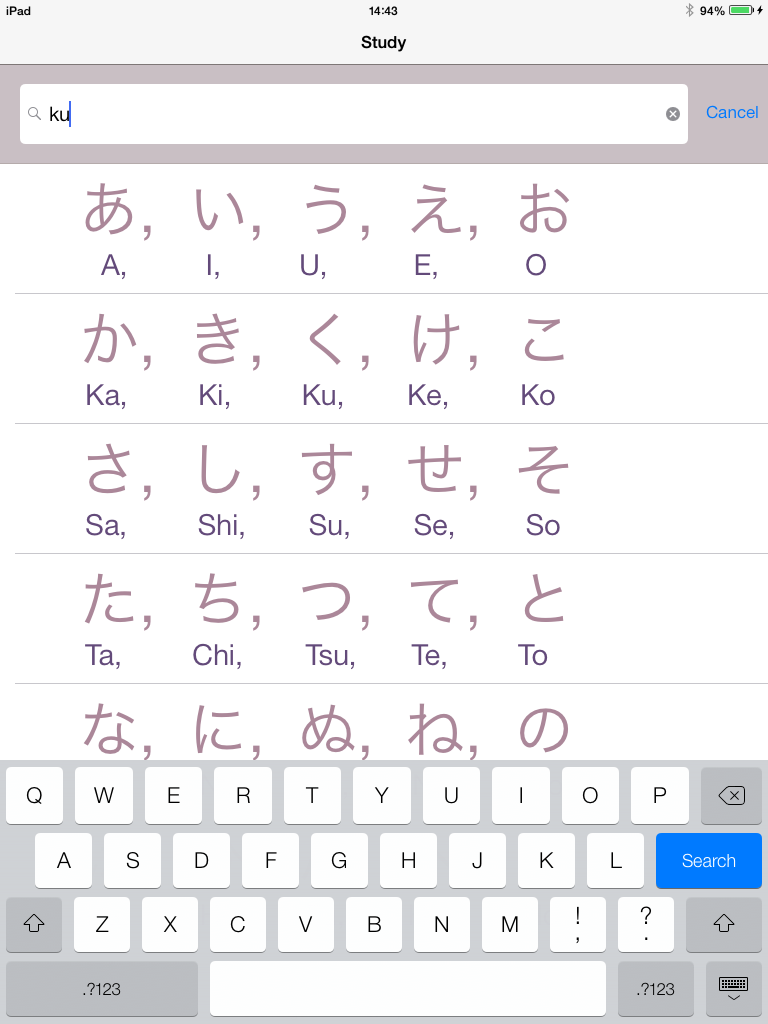 iPad 14:43 94%
Study
ku Cancel
あ, い, う, え, お
A, I, U, E, O
か, き, く, け, こ
Ka, Ki, Ku, Ke, Ko
さ, し, す, せ, そ
Sa, Shi, Su, Se, So
た, ち, つ, て, と
Ta, Chi, Tsu, Te, To
な, に, ぬ, ね, の
Q W E R T Y U I O P
A S D F G H J K L Search
Z X C V B N M ! , ? .
.?123 .?123